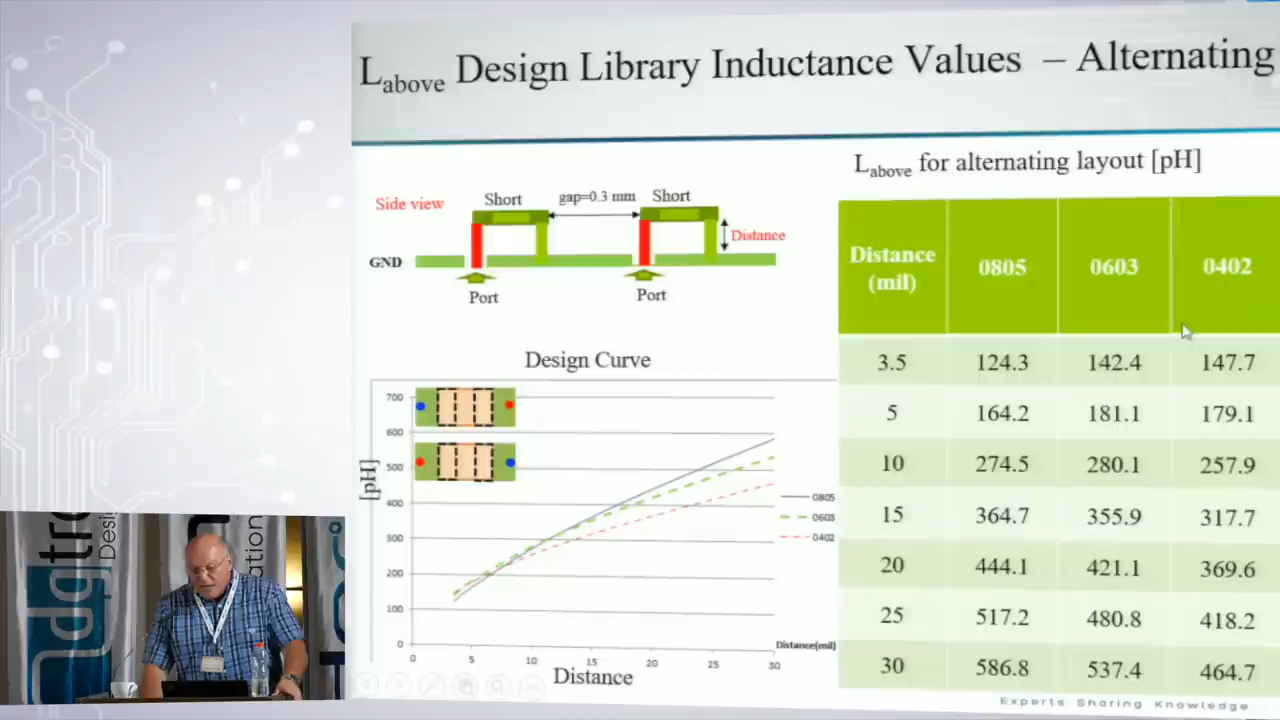 L_above Design Library Inductance Values – Alternating
Side view
Short
gap=0.3 mm
Short
Distance
GND
Port
Port
L_above for alternating layout [pH]
Distance (mil) 0805 0603 0402
3.5 124.3 142.4 147.7
5 164.2 181.1 179.1
10 274.5 280.1 257.9
15 364.7 355.9 317.7
20 444.1 421.1 369.6
25 517.2 480.8 418.2
30 586.8 537.4 464.7
Design Curve
[pH]
700
600
500
400
300
200
100
0
0 5 10 15 20 25 30
0805
0603
0402
Distance(mil)
Distance
Experts Sharing Knowledge
Desi
ation